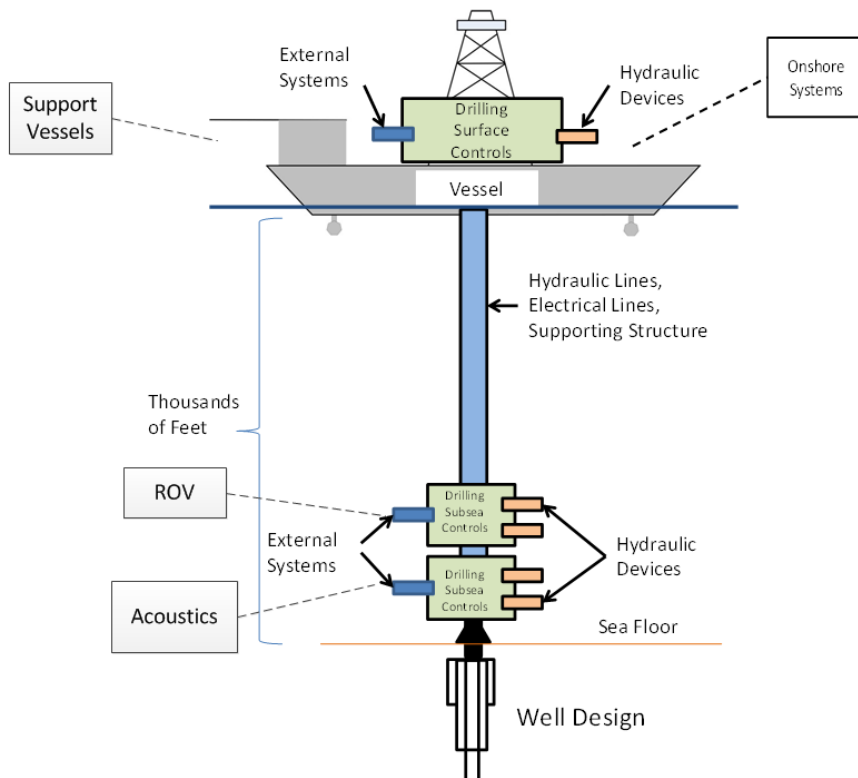 External
Systems
Hydraulic
Devices
Onshore
Systems
Support
Vessels
Drilling
Surface
Controls
Vessel
Hydraulic Lines,
Electrical Lines,
Supporting Structure
Thousands
of Feet
ROV
Drilling
Subsea
Controls
External
Systems
Hydraulic
Devices
Drilling
Subsea
Controls
Acoustics
Sea Floor
Well Design